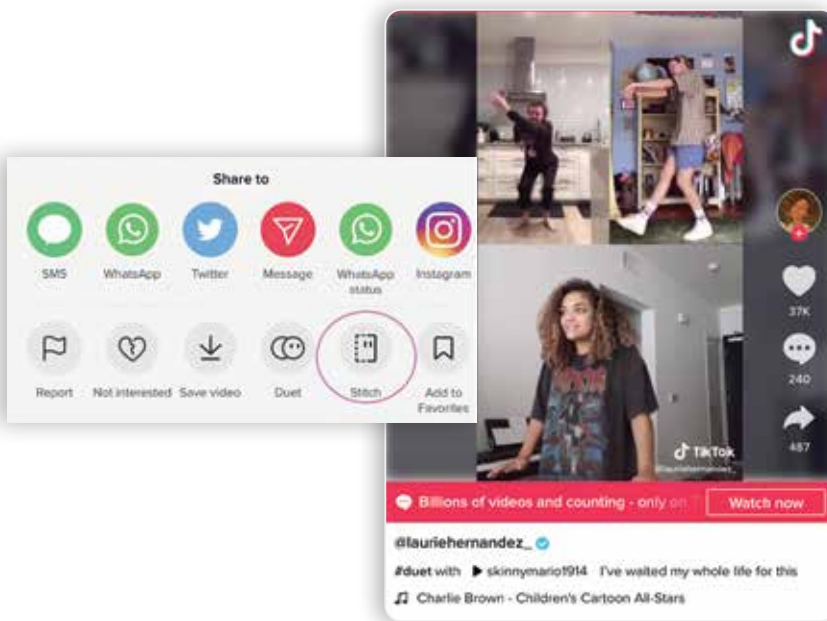 Share to
SMS
WhatsApp
Twitter
Message
WhatsApp
status
Instagram
Report
Not interested
Save video
Duet
Stitch
Add to
Favorites
37K
240
487
TikTok
@lauriehernandez_
Billions of videos and counting - only on
Watch now
@lauriehernandez_
#duet with skinnymario1914 I've waited my whole life for this
Charlie Brown - Children's Cartoon All-Stars